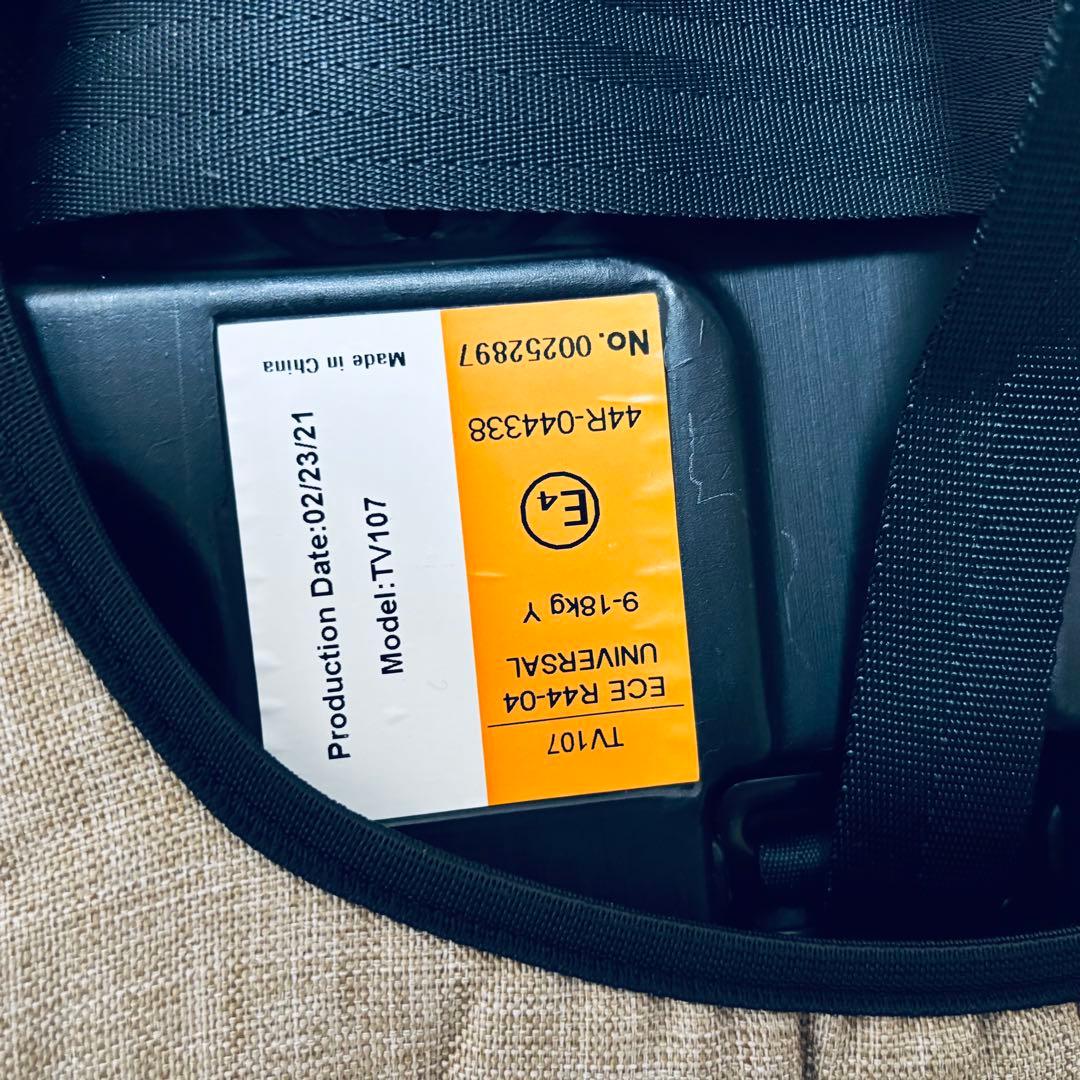 TV107
ECE R44-04
UNIVERSAL
9-18kg Y
E4
44R-044338
No. 00252897
Made in China
Production Date:02/23/21
Model:TV107